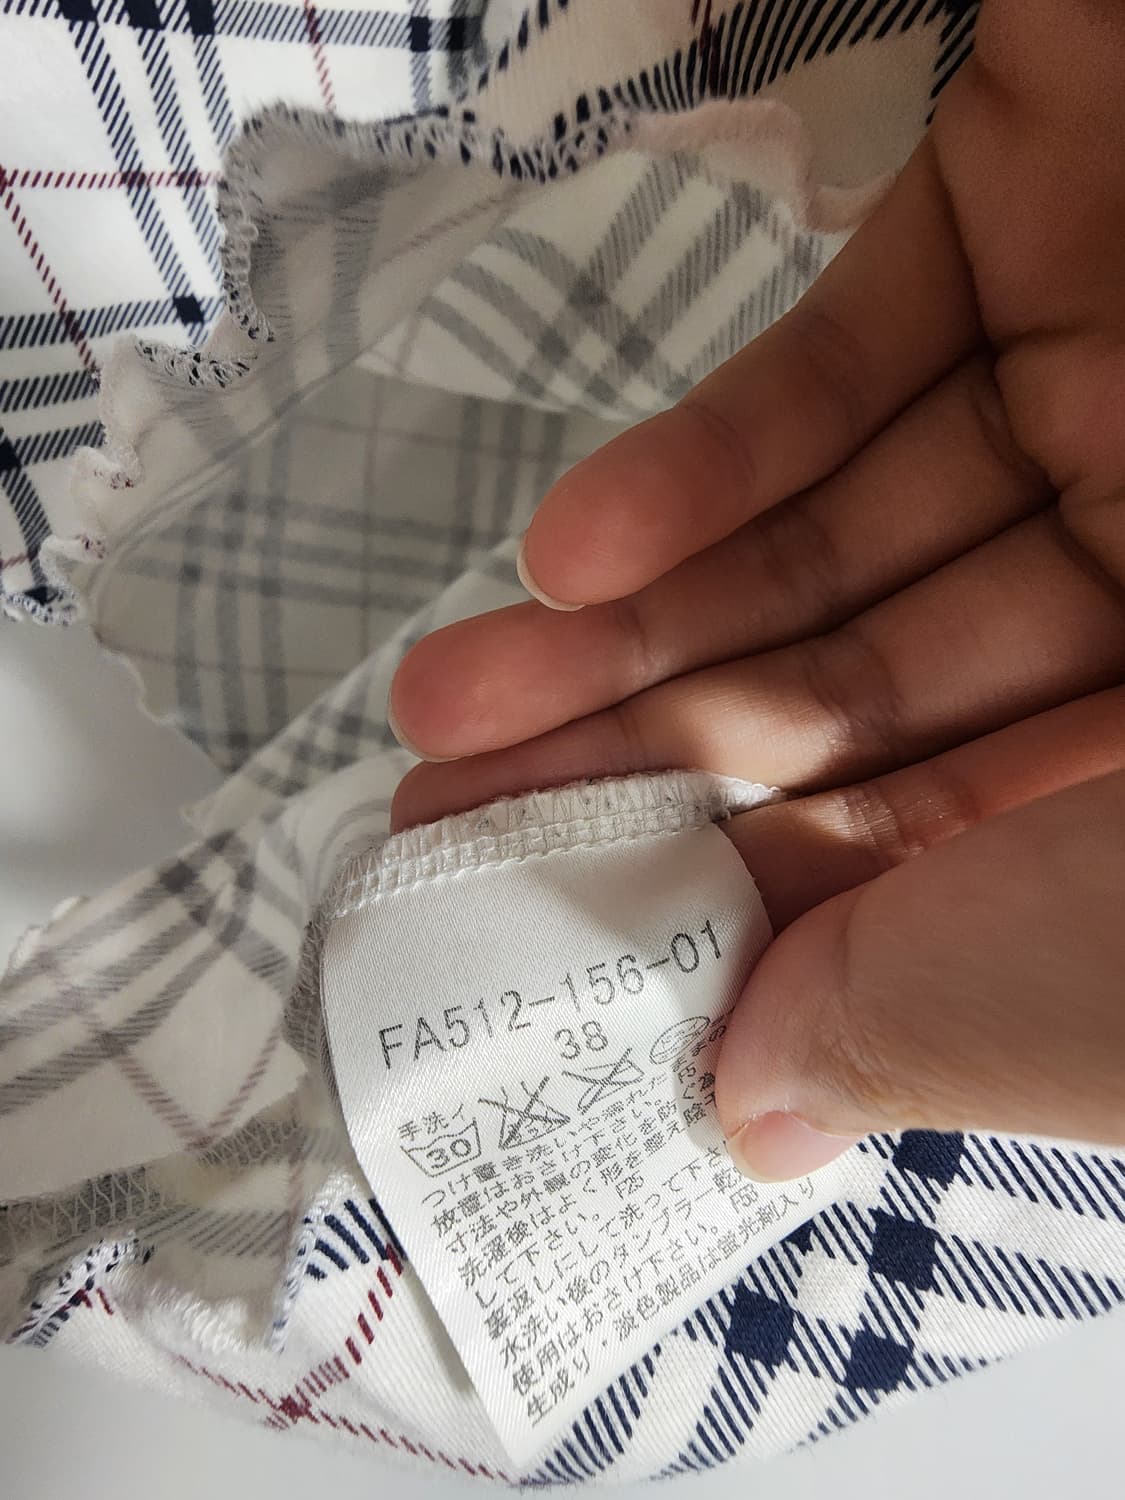 FA512-156-01
38
手洗イ
30
つけ置き洗いや濡れた
放置はおさけ下さい。
寸法や外観の変化を防
洗濯後はよく形を整え陰
して下さい。 F25
裏返しにして洗って下さ
水洗い後のタンブラー乾
使用はおさけ下さい。 F53
生成り・淡色製品は蛍光剤入り